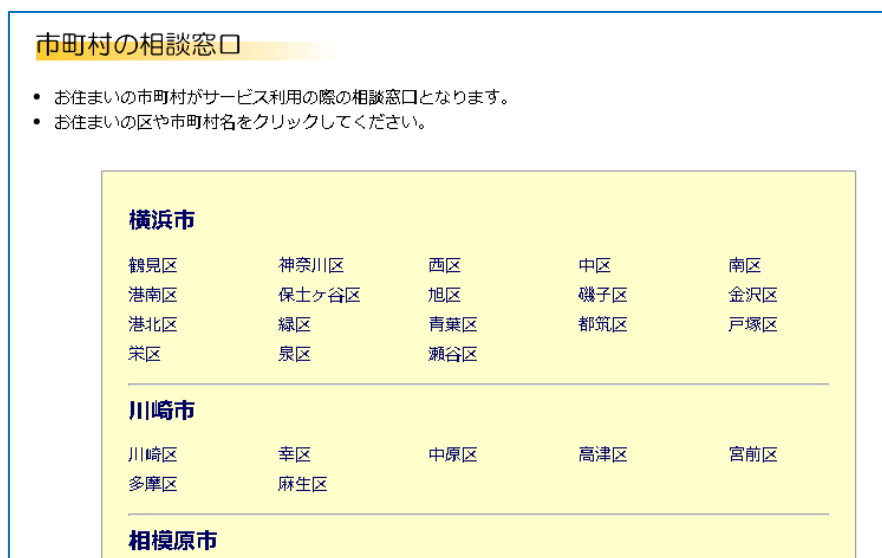 市町村の相談窓口
• お住まいの市町村がサービス利用の際の相談窓口となります。
• お住まいの区や市町村名をクリックしてください。
横浜市
鶴見区 神奈川区 西区 中区 南区
港南区 保土ヶ谷区 旭区 磯子区 金沢区
港北区 緑区 青葉区 都筑区 戸塚区
栄区 泉区 瀬谷区
川崎市
川崎区 幸区 中原区 高津区 宮前区
多摩区 麻生区
相模原市